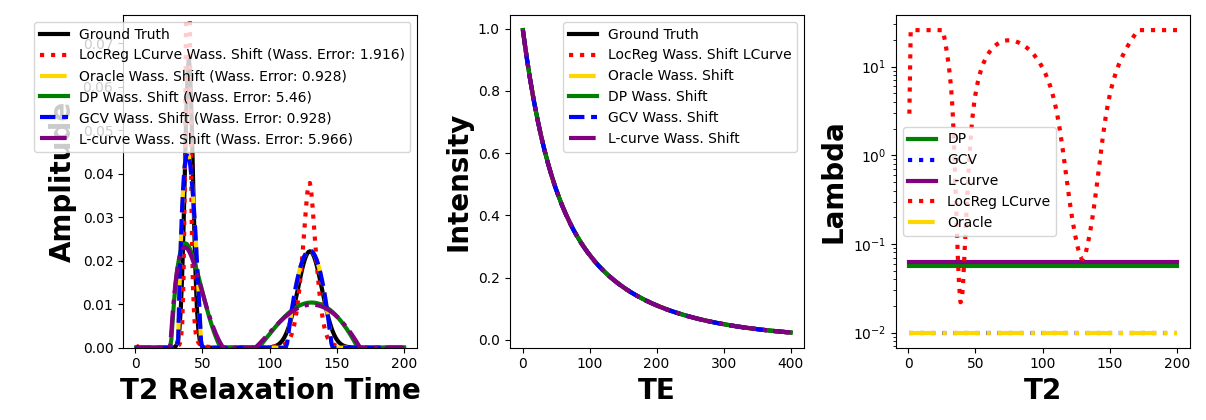 Ground Truth
LocReg LCurve Wass. Shift (Wass. Error: 1.916)
Oracle Wass. Shift (Wass. Error: 0.928)
DP Wass. Shift (Wass. Error: 5.46)
GCV Wass. Shift (Wass. Error: 0.928)
L-curve Wass. Shift (Wass. Error: 5.966)
Amplitude
0.07
0.06
0.05
0.04
0.03
0.02
0.01
0.00
0
50
100
150
200
T2 Relaxation Time
Ground Truth
LocReg Wass. Shift LCurve
Oracle Wass. Shift
DP Wass. Shift
GCV Wass. Shift
L-curve Wass. Shift
Intensity
1.0
0.8
0.6
0.4
0.2
0.0
0
100
200
300
400
TE
DP
GCV
L-curve
LocReg LCurve
Oracle
Lambda
10¹
10⁰
10⁻¹
10⁻²
0
50
100
150
200
T2